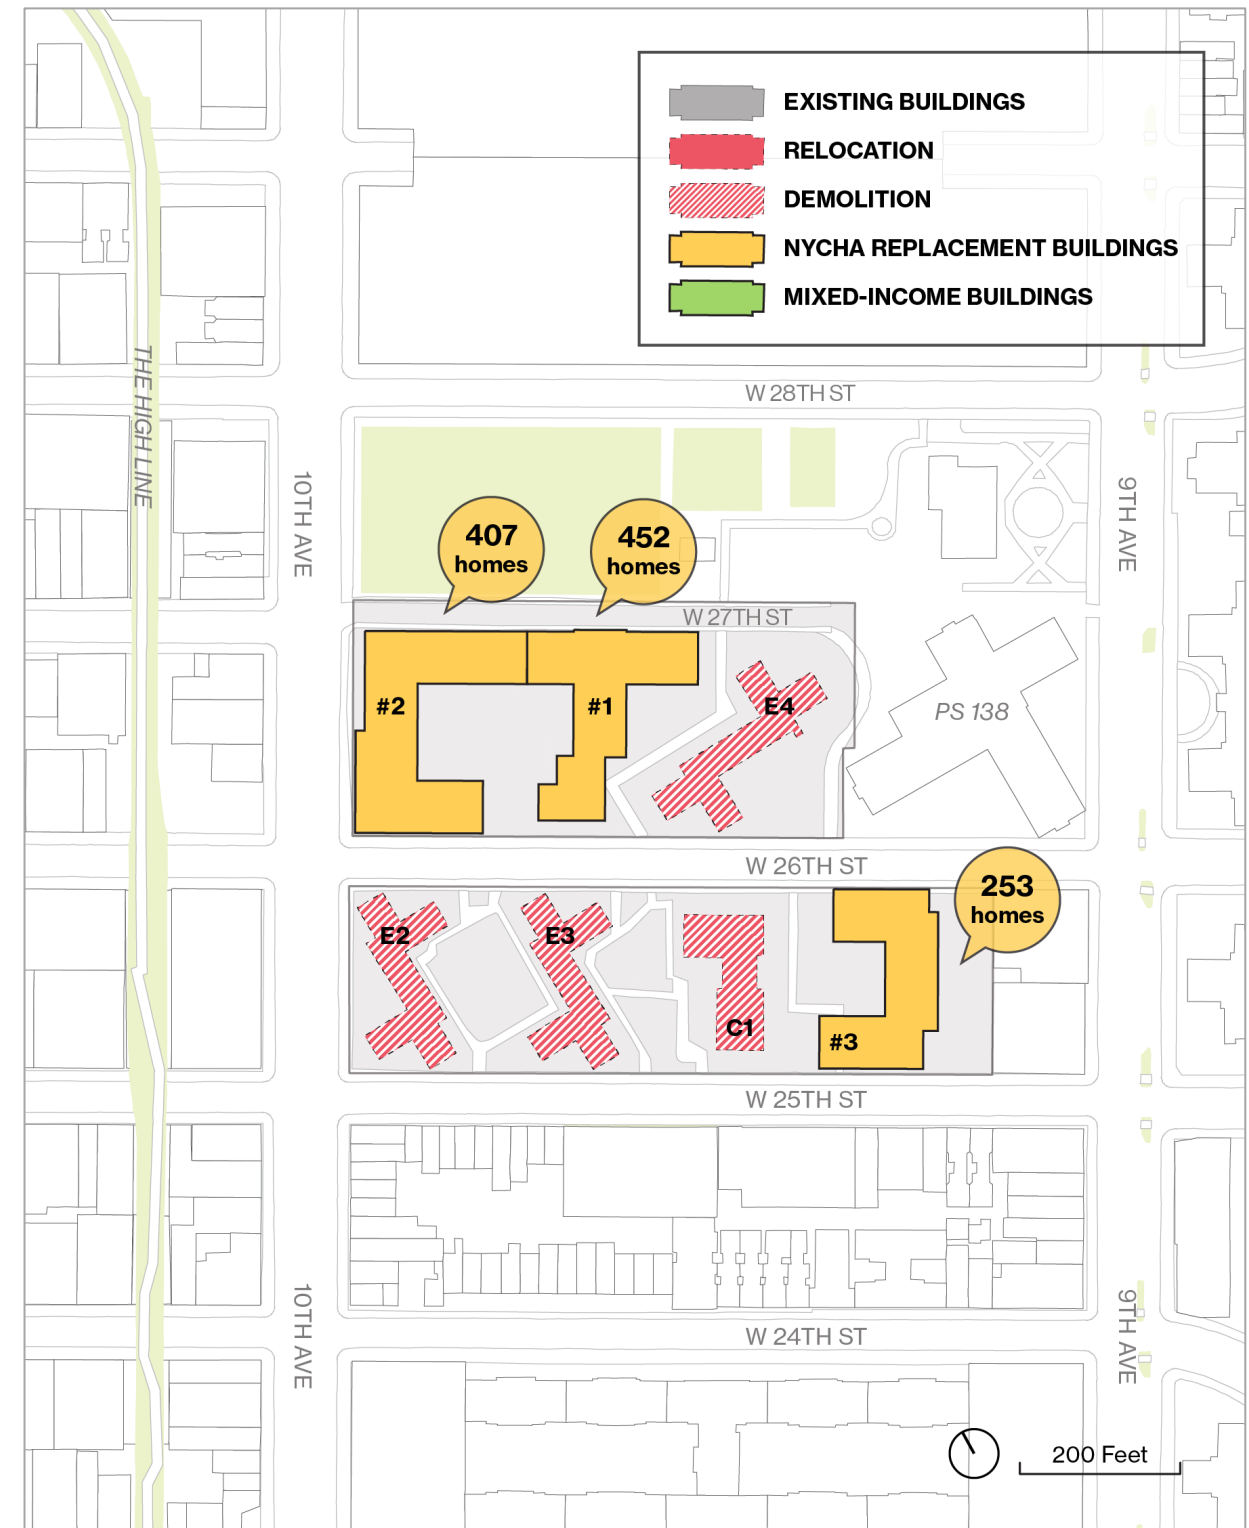 EXISTING BUILDINGS
RELOCATION
DEMOLITION
NYCHA REPLACEMENT BUILDINGS
MIXED-INCOME BUILDINGS
THE HIGH LINE
W 28TH ST
10TH AVE
9TH AVE
407
homes
452
homes
W 27TH ST
#2
#1
E4
PS 138
W 26TH ST
253
homes
E2
E3
C1
#3
W 25TH ST
10TH AVE
9TH AVE
W 24TH ST
200 Feet